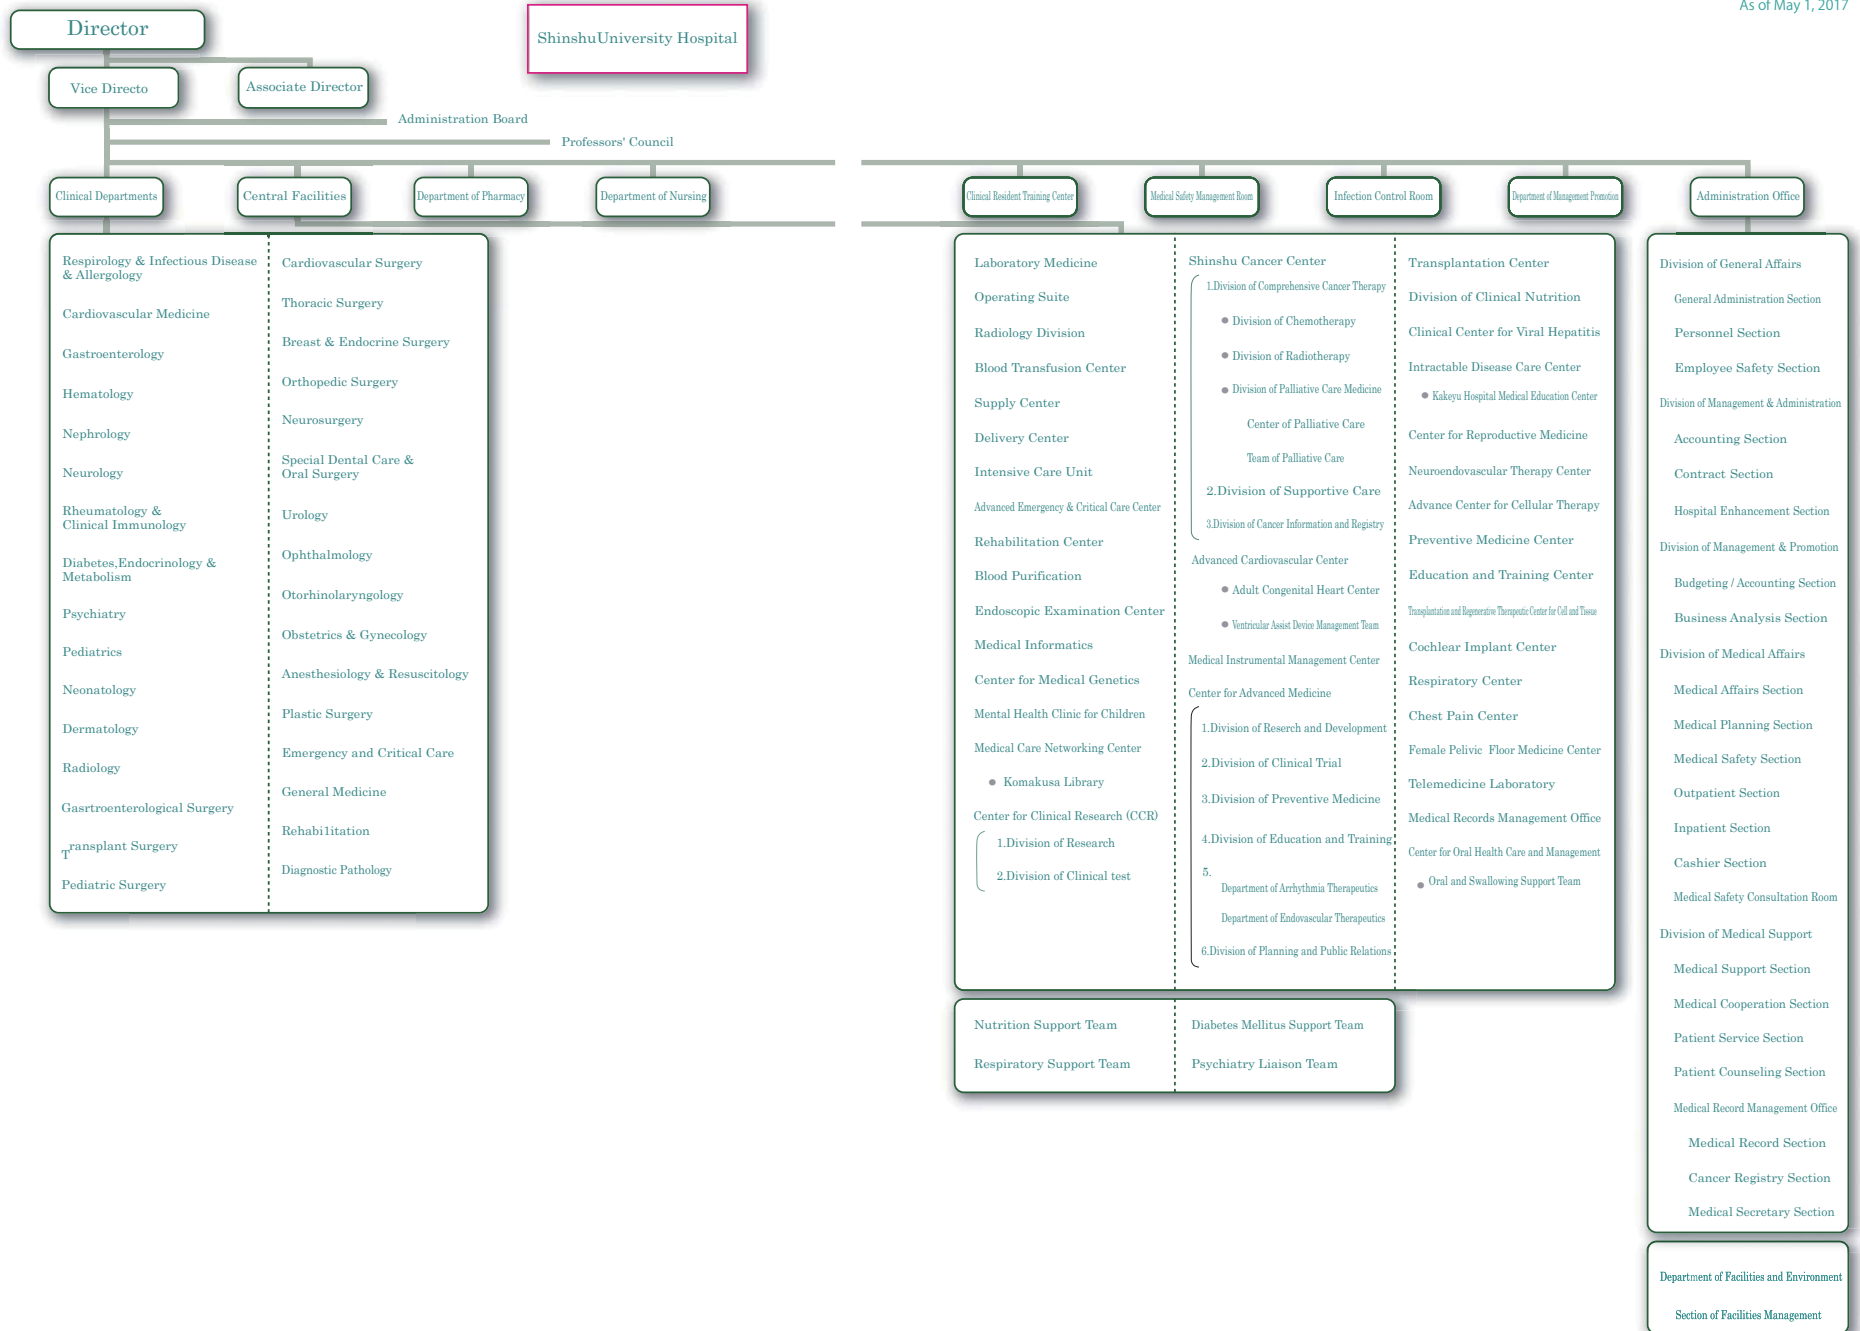 As of May 1, 2017
Director
ShinshuUniversity Hospital
Vice Directo
Associate Director
Administration Board
Professors' Council
Clinical Departments
Central Facilities
Department of Pharmacy
Department of Nursing
Clinical Resident Training Center
Medical Safety Management Room
Infection Control Room
Department of Management Promotion
Administration Office
Respirology & Infectious Disease
& Allergology
Cardiovascular Medicine
Gastroenterology
Hematology
Nephrology
Neurology
Rheumatology &
Clinical Immunology
Diabetes,Endocrinology &
Metabolism
Psychiatry
Pediatrics
Neonatology
Dermatology
Radiology
Gasrtroenterological Surgery
Transplant Surgery
Pediatric Surgery
Cardiovascular Surgery
Thoracic Surgery
Breast & Endocrine Surgery
Orthopedic Surgery
Neurosurgery
Special Dental Care &
Oral Surgery
Urology
Ophthalmology
Otorhinolaryngology
Obstetrics & Gynecology
Anesthesiology & Resuscitology
Plastic Surgery
Emergency and Critical Care
General Medicine
Rehabi1itation
Diagnostic Pathology
Laboratory Medicine
Operating Suite
Radiology Division
Blood Transfusion Center
Supply Center
Delivery Center
Intensive Care Unit
Advanced Emergency & Critical Care Center
Rehabilitation Center
Blood Purification
Endoscopic Examination Center
Medical Informatics
Center for Medical Genetics
Mental Health Clinic for Children
Medical Care Networking Center
● Komakusa Library
Center for Clinical Research (CCR)
1.Division of Research
2.Division of Clinical test
Shinshu Cancer Center
1.Division of Comprehensive Cancer Therapy
● Division of Chemotherapy
● Division of Radiotherapy
● Division of Palliative Care Medicine
Center of Palliative Care
Team of Palliative Care
2.Division of Supportive Care
3.Division of Cancer Information and Registry
Advanced Cardiovascular Center
● Adult Congenital Heart Center
● Ventricular Assist Device Management Team
Medical Instrumental Management Center
Center for Advanced Medicine
1.Division of Reserch and Development
2.Division of Clinical Trial
3.Division of Preventive Medicine
4.Division of Education and Training
5.
Department of Arrhythmia Therapeutics
Department of Endovascular Therapeutics
6.Division of Planning and Public Relations
Transplantation Center
Division of Clinical Nutrition
Clinical Center for Viral Hepatitis
Intractable Disease Care Center
● Kakeyu Hospital Medical Education Center
Center for Reproductive Medicine
Neuroendovascular Therapy Center
Advance Center for Cellular Therapy
Preventive Medicine Center
Education and Training Center
Transplantation and Regenerative Therapeutic Center for Cell and Tissue
Cochlear Implant Center
Respiratory Center
Chest Pain Center
Female Pelivic Floor Medicine Center
Telemedicine Laboratory
Medical Records Management Office
Center for Oral Health Care and Management
● Oral and Swallowing Support Team
Nutrition Support Team
Respiratory Support Team
Diabetes Mellitus Support Team
Psychiatry Liaison Team
Division of General Affairs
General Administration Section
Personnel Section
Employee Safety Section
Division of Management & Administration
Accounting Section
Contract Section
Hospital Enhancement Section
Division of Management & Promotion
Budgeting / Accounting Section
Business Analysis Section
Division of Medical Affairs
Medical Affairs Section
Medical Planning Section
Medical Safety Section
Outpatient Section
Inpatient Section
Cashier Section
Medical Safety Consultation Room
Division of Medical Support
Medical Support Section
Medical Cooperation Section
Patient Service Section
Patient Counseling Section
Medical Record Management Office
Medical Record Section
Cancer Registry Section
Medical Secretary Section
Department of Facilities and Environment
Section of Facilities Management